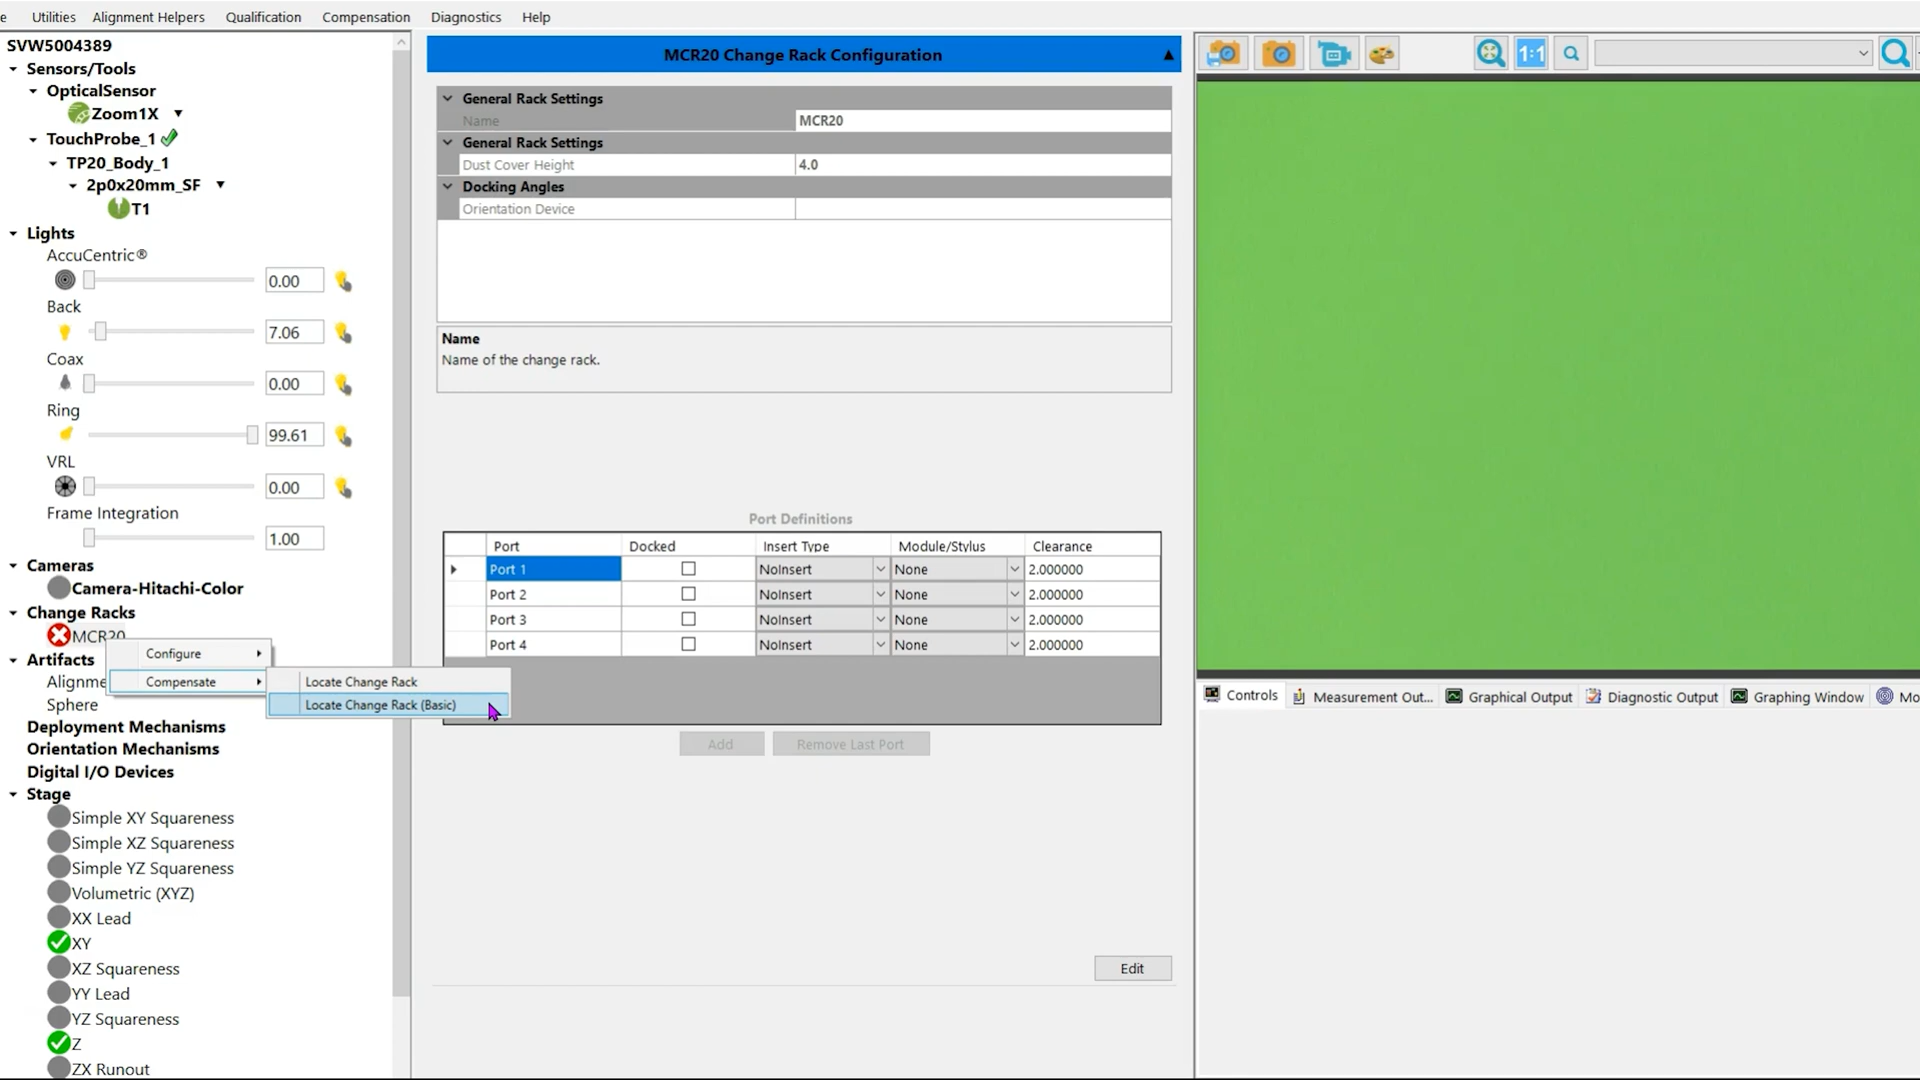 e Utilities Alignment Helpers Qualification Compensation Diagnostics Help
SVW5004389
Sensors/Tools
OpticalSensor
Zoom1X
TouchProbe_1
TP20_Body_1
2p0x20mm_SF
T1
Lights
AccuCentric®
0.00
Back
7.06
Coax
0.00
Ring
99.61
VRL
0.00
Frame Integration
1.00
Cameras
Camera-Hitachi-Color
Change Racks
MCR20
Artifacts
Alignme
Sphere
Deployment Mechanisms
Orientation Mechanisms
Digital I/O Devices
Stage
Simple XY Squareness
Simple XZ Squareness
Simple YZ Squareness
Volumetric (XYZ)
XX Lead
XY
XZ Squareness
YY Lead
YZ Squareness
Z
ZX Runout
Configure
Compensate
Locate Change Rack
Locate Change Rack (Basic)
MCR20 Change Rack Configuration
General Rack Settings
Name MCR20
General Rack Settings
Dust Cover Height 4.0
Docking Angles
Orientation Device
Name
Name of the change rack.
Port Definitions
Port Docked Insert Type Module/Stylus Clearance
Port 1 NoInsert None 2.000000
Port 2 NoInsert None 2.000000
Port 3 NoInsert None 2.000000
Port 4 NoInsert None 2.000000
Add Remove Last Port
Edit
1:1
Controls Measurement Out... Graphical Output Diagnostic Output Graphing Window Mo